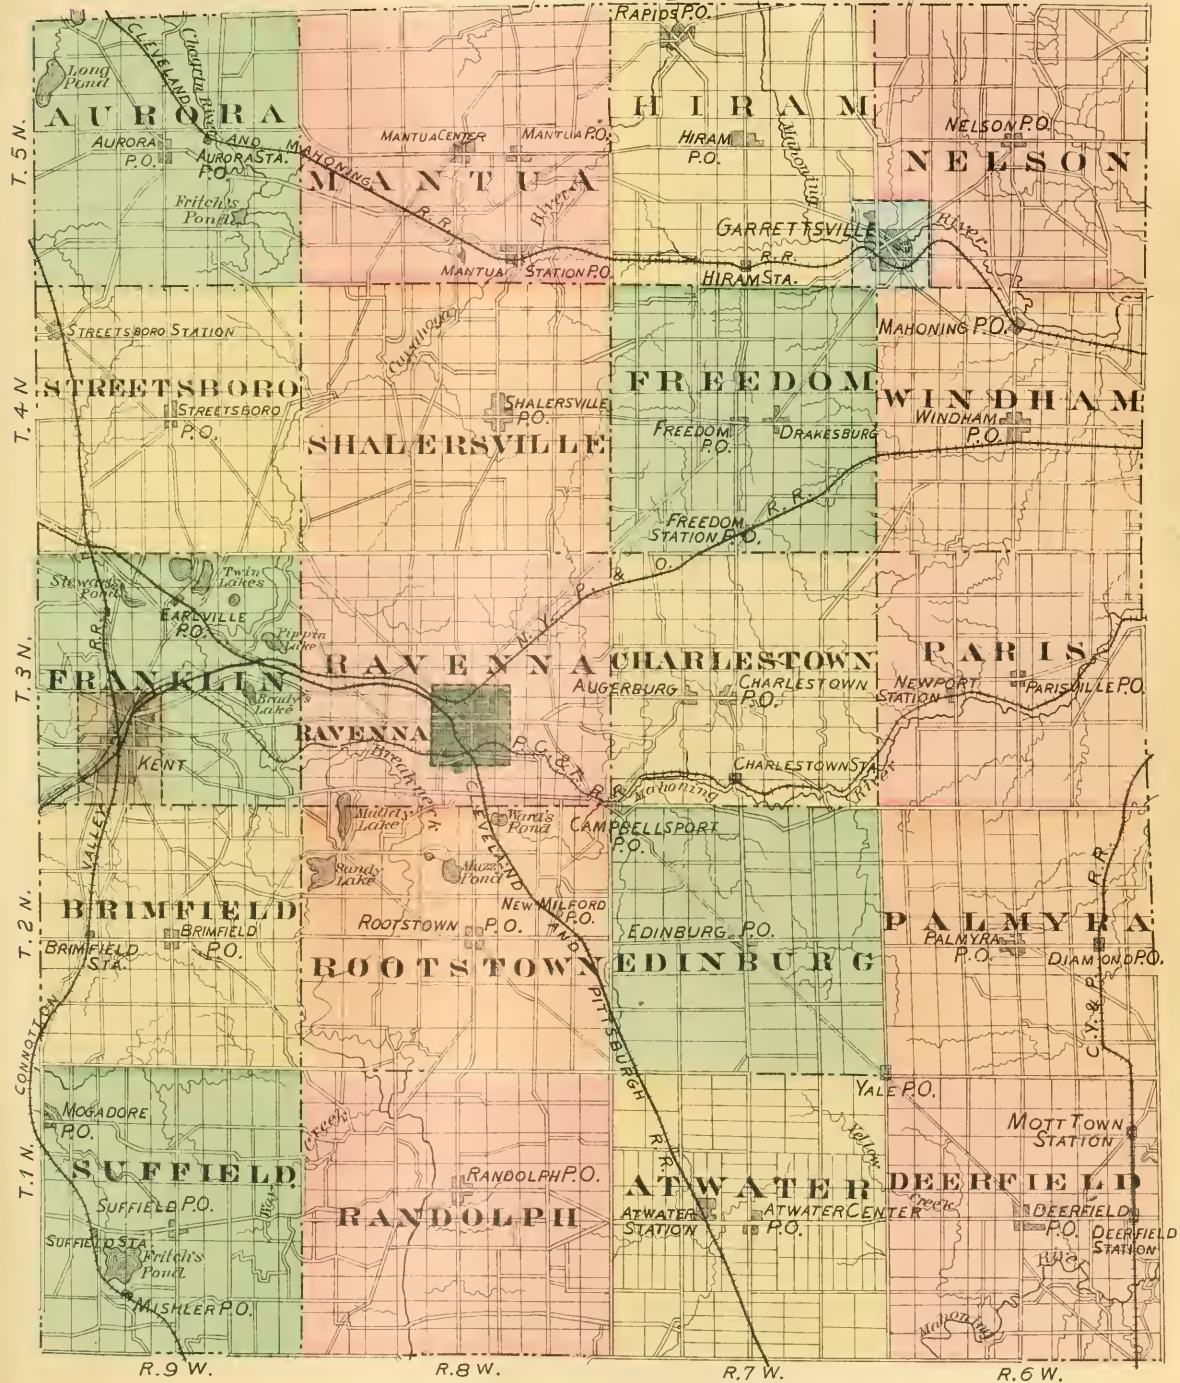 RAPIDS P.O.
CLEVELAND
AND
MAHONING
R.R.
Chagrin River
Long
Pond
AURORA
AURORA
P.O.
AURORA STA.
P.O.
Fritch's
Pond
MANTUA CENTER
MANTUA P.O.
MANTUA
River
MANTUA STATION P.O.
HIRAM
HIRAM
P.O.
Mahoning
GARRETTSVILLE
R.R.
HIRAM STA.
NELSON P.O.
NELSON
River
T. 5 N.
STREETSBORO STATION
STREETSBORO
STREETSBORO
P.O.
Cuyahoga
SHALERSVILLE
P.O.
SHALERSVILLE
FREEDOM
FREEDOM
P.O.
DRAKESBURG
FREEDOM
STATION P.O.
R. R.
MAHONING P.O.
WINDHAM
WINDHAM
P.O.
T. 4 N
Stewart's
Pond
Twin
Lakes
EARLVILLE
P.O.
Pippin
Lake
R.R.
FRANKLIN
Brady's
Lake
KENT
N. Y. P. & O.
RAVENNA
RAVENNA
Breakneck
P. C. & T. R. R.
CHARLESTOWN
AUGERBURG
CHARLESTOWN
P.O.
CHARLESTOWN STA.
Mahoning
River
PARIS
NEWPORT
STATION
PARISVILLE P.O.
T. 3 N.
VALLEY
BRIMFIELD
BRIMFIELD
P.O.
BRIMFIELD
STA.
Muddy
Lake
Sandy
Lake
Ward's
Pond
Muzzy
Pond
CLEVELAND
AND
PITTSBURGH
R. R.
NEW MILFORD
P.O.
ROOTSTOWN P.O.
ROOTSTOWN
CAMPBELLSPORT
P.O.
EDINBURG P.O.
EDINBURG
PALMYRA
PALMYRA
P.O.
DIAMOND P.O.
C. Y. & P. R. R.
T. 2 N.
CONNOTTON
MOGADORE
P.O.
SUFFIELD
SUFFIELD P.O.
SUFFIELD STA.
Fritch's
Pond
MISHLER P.O.
Creek
RANDOLPH P.O.
RANDOLPH
ATWATER
ATWATER
STATION
ATWATER CENTER
P.O.
Yellow
Creek
YALE P.O.
MOTT TOWN
STATION
DEERFIELD
DEERFIELD
P.O.
DEERFIELD
STATION
River
Mahoning
T. 1 N.
R. 9 W.
R. 8 W.
R. 7 W.
R. 6 W.